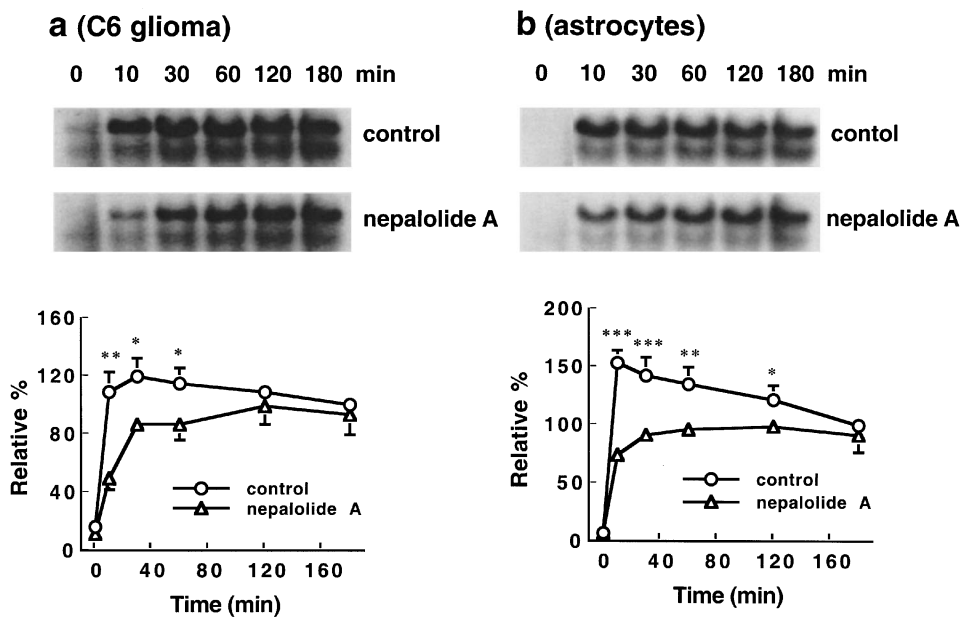 a (C6 glioma)
0 10 30 60 120 180 min
control
nepalolide A
160
120
80
40
0
Relative %
** * *
control
nepalolide A
0 40 80 120 160
Time (min)
b (astrocytes)
0 10 30 60 120 180 min
contol
nepalolide A
200
150
100
50
0
Relative %
*** *** ** *
control
nepalolide A
0 40 80 120 160
Time (min)